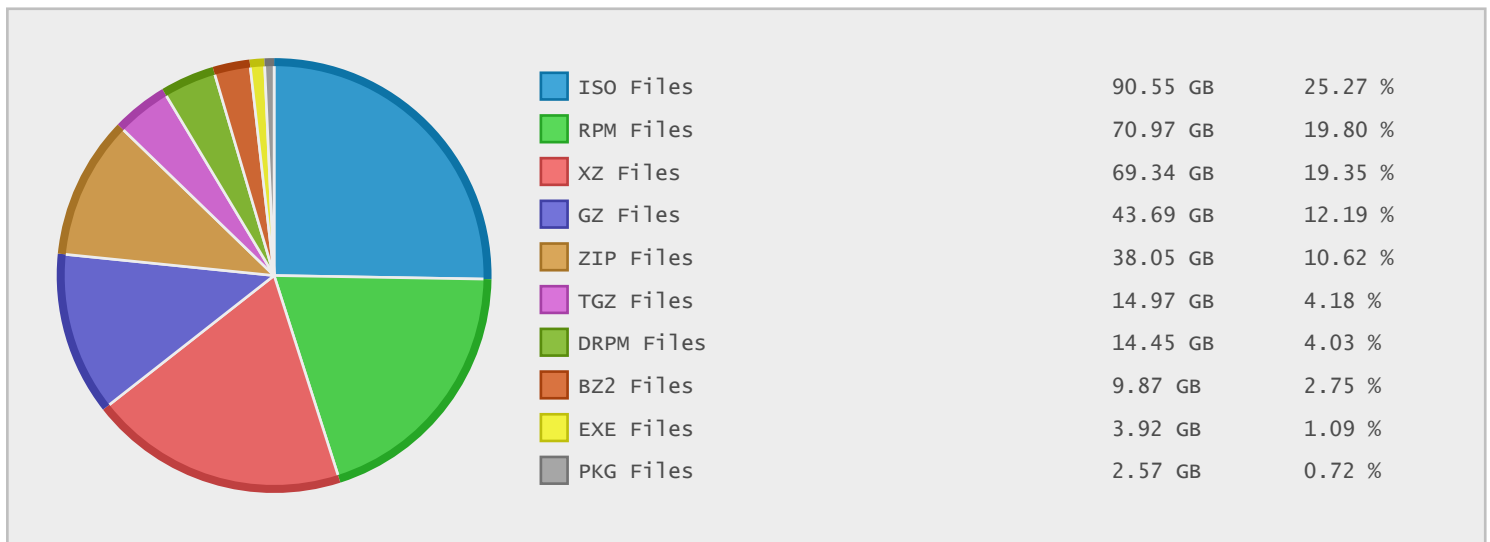 ISO Files 90.55 GB 25.27 %
RPM Files 70.97 GB 19.80 %
XZ Files 69.34 GB 19.35 %
GZ Files 43.69 GB 12.19 %
ZIP Files 38.05 GB 10.62 %
TGZ Files 14.97 GB 4.18 %
DRPM Files 14.45 GB 4.03 %
BZ2 Files 9.87 GB 2.75 %
EXE Files 3.92 GB 1.09 %
PKG Files 2.57 GB 0.72 %